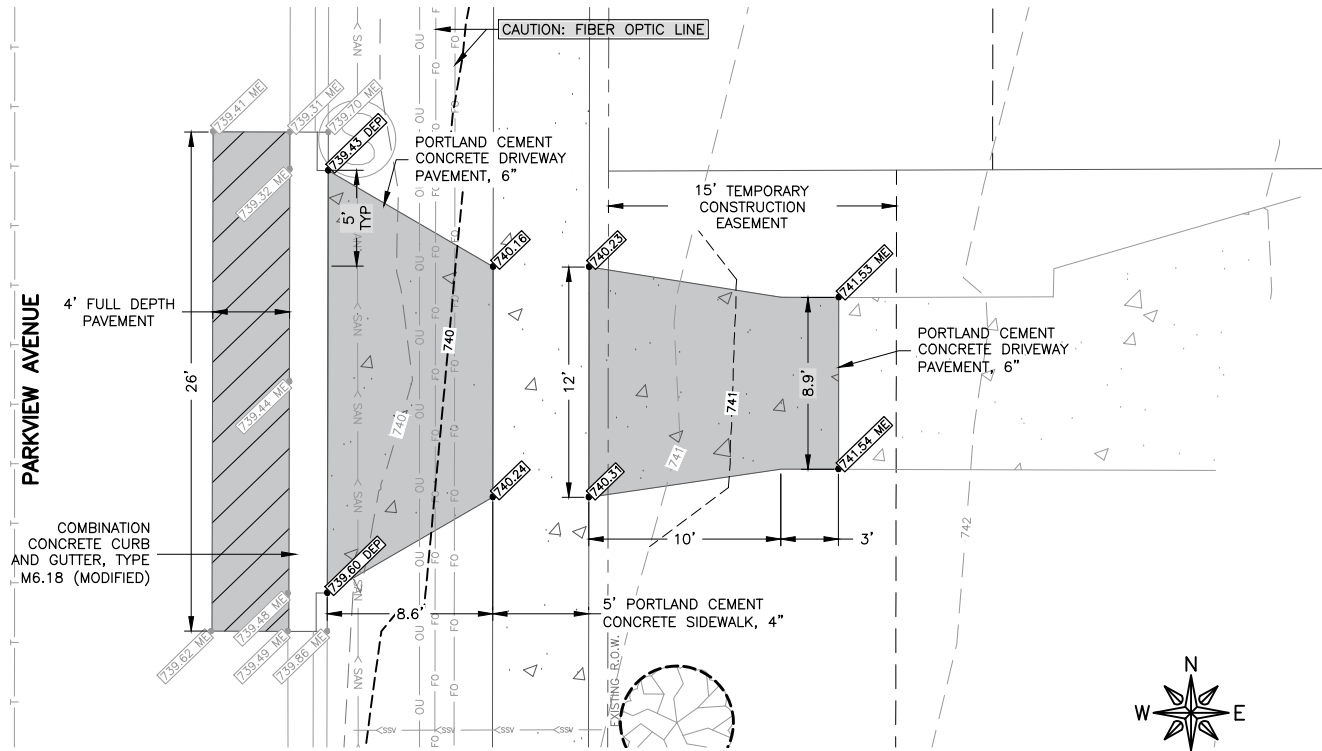 CAUTION: FIBER OPTIC LINE
< SAN
OU
FO
FO
739.41 ME
739.31 ME
739.70 ME
739.43 DEP
PORTLAND CEMENT
CONCRETE DRIVEWAY
PAVEMENT, 6"
739.32 ME
5'
TYP
15' TEMPORARY
CONSTRUCTION
EASEMENT
740.16
740.23
741.53 ME
PARKVIEW AVENUE
4' FULL DEPTH
PAVEMENT
26'
740
740
12'
741
741
8.9'
PORTLAND CEMENT
CONCRETE DRIVEWAY
PAVEMENT, 6"
739.44 ME
740.24
740.31
741.54 ME
742
COMBINATION
CONCRETE CURB
AND GUTTER, TYPE
M6.18 (MODIFIED)
10'
3'
739.60 DEP
8.6'
5' PORTLAND CEMENT
CONCRETE SIDEWALK, 4"
739.62 ME
739.48 ME
739.49 ME
739.86 ME
EXISTING R.O.W.
<SSV
<SSV
<SSV
<SSV
N
W
E
S